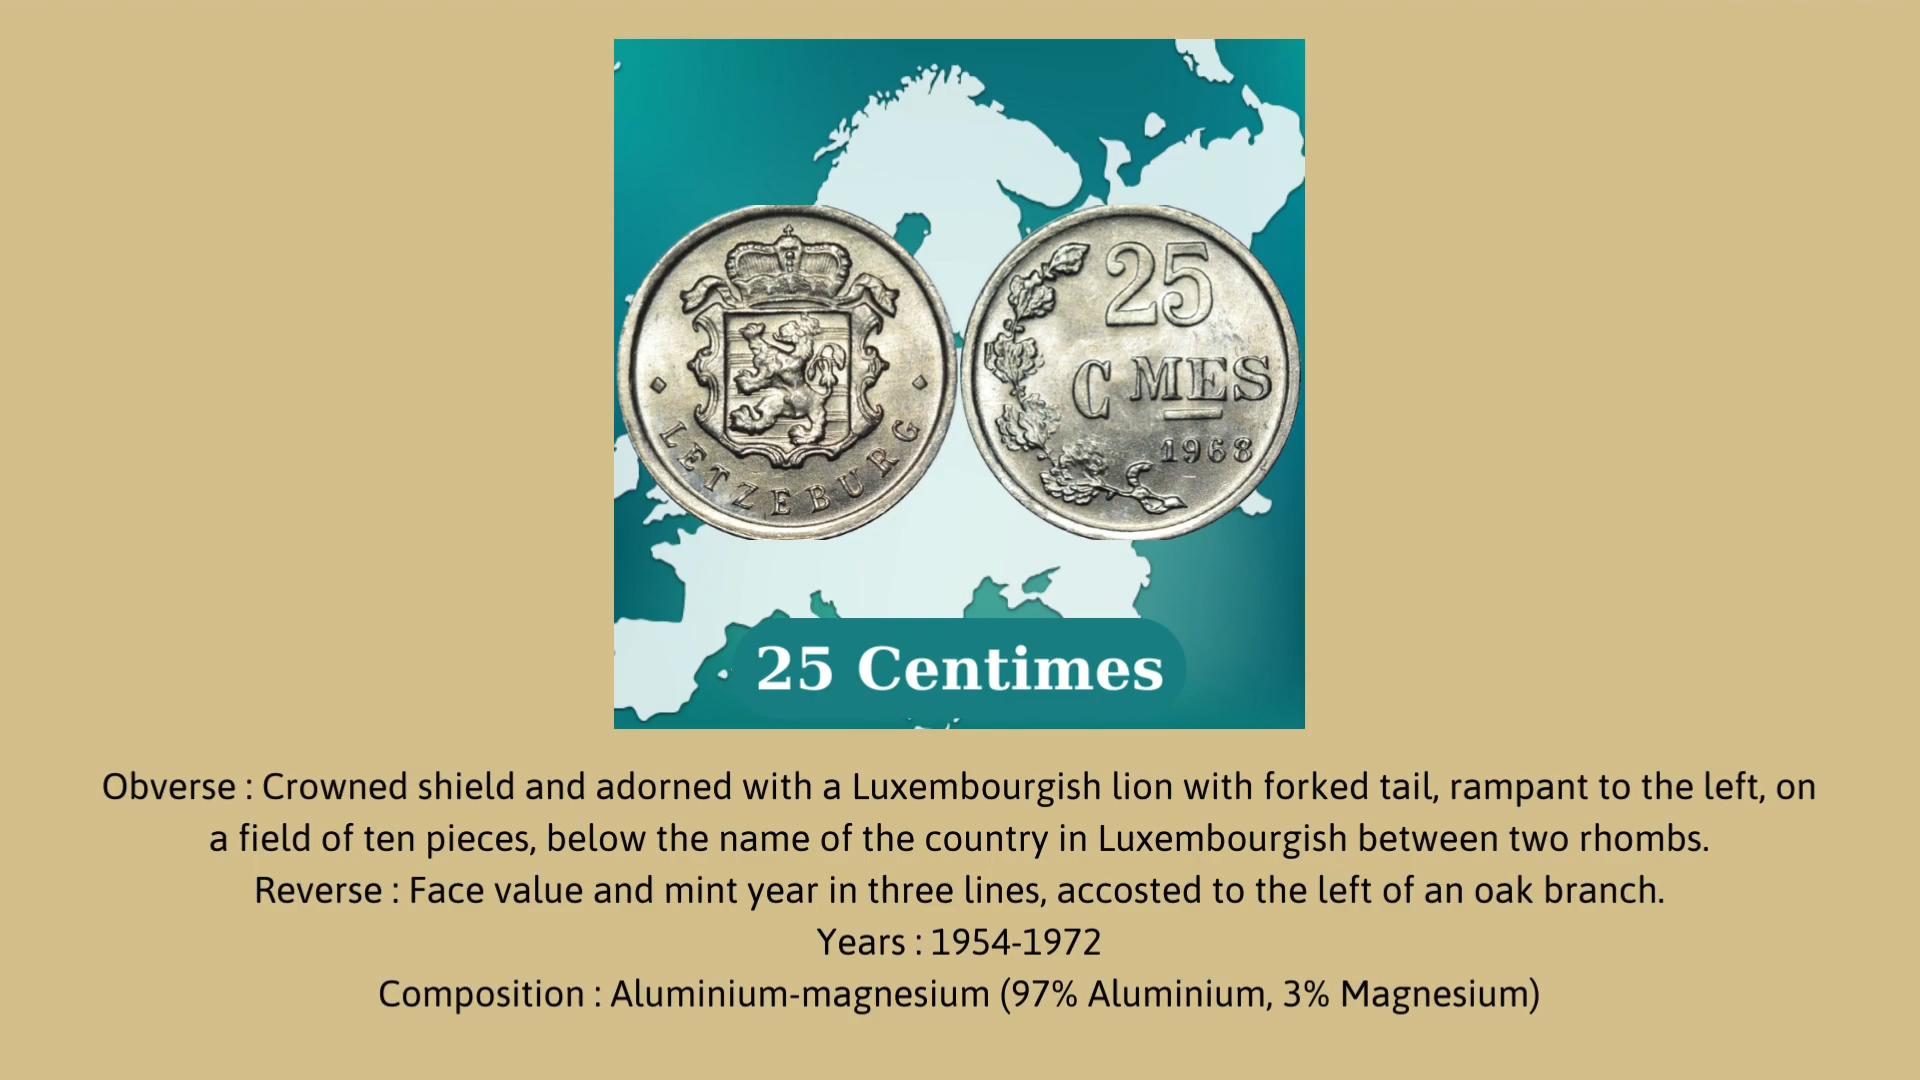 LETZEBURG
25
CMES
1968
25 Centimes
Obverse : Crowned shield and adorned with a Luxembourgish lion with forked tail, rampant to the left, on
a field of ten pieces, below the name of the country in Luxembourgish between two rhombs.
Reverse : Face value and mint year in three lines, accosted to the left of an oak branch.
Years : 1954-1972
Composition : Aluminium-magnesium (97% Aluminium, 3% Magnesium)